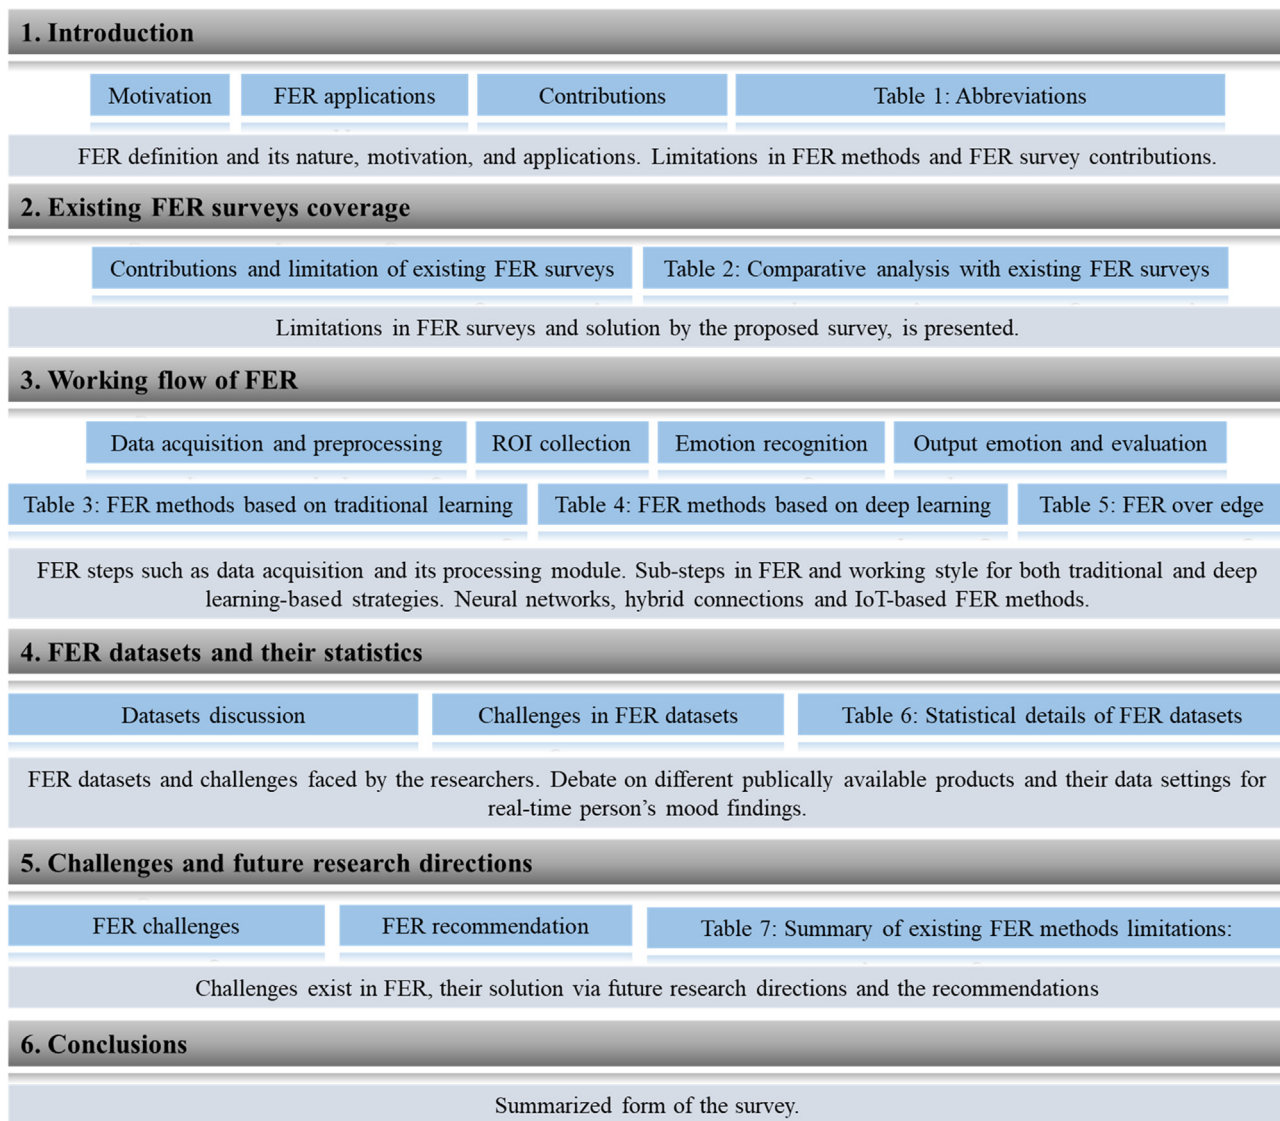 1. Introduction
Motivation FER applications Contributions Table 1: Abbreviations
FER definition and its nature, motivation, and applications. Limitations in FER methods and FER survey contributions.
2. Existing FER surveys coverage
Contributions and limitation of existing FER surveys Table 2: Comparative analysis with existing FER surveys
Limitations in FER surveys and solution by the proposed survey, is presented.
3. Working flow of FER
Data acquisition and preprocessing ROI collection Emotion recognition Output emotion and evaluation
Table 3: FER methods based on traditional learning Table 4: FER methods based on deep learning Table 5: FER over edge
FER steps such as data acquisition and its processing module. Sub-steps in FER and working style for both traditional and deep
learning-based strategies. Neural networks, hybrid connections and IoT-based FER methods.
4. FER datasets and their statistics
Datasets discussion Challenges in FER datasets Table 6: Statistical details of FER datasets
FER datasets and challenges faced by the researchers. Debate on different publically available products and their data settings for
real-time person's mood findings.
5. Challenges and future research directions
FER challenges FER recommendation Table 7: Summary of existing FER methods limitations:
Challenges exist in FER, their solution via future research directions and the recommendations
6. Conclusions
Summarized form of the survey.